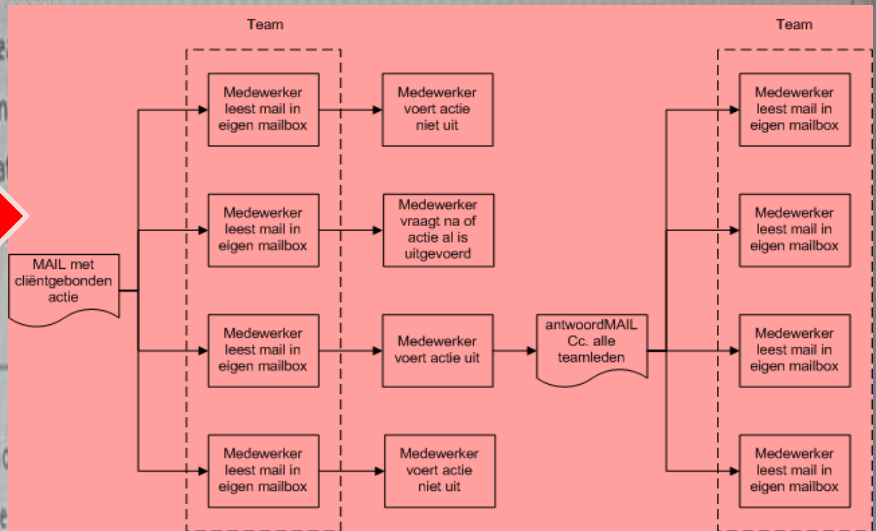 Team
Team
Medewerker
leest mail in
eigen mailbox
Medewerker
voert actie
niet uit
Medewerker
leest mail in
eigen mailbox
Medewerker
leest mail in
eigen mailbox
Medewerker
vraagt na of
actie al is
uitgevoerd
Medewerker
leest mail in
eigen mailbox
MAIL met
cliëntgebonden
actie
Medewerker
leest mail in
eigen mailbox
Medewerker
voert actie uit
antwoordMAIL
Cc. alle
teamleden
Medewerker
leest mail in
eigen mailbox
Medewerker
leest mail in
eigen mailbox
Medewerker
voert actie
niet uit
Medewerker
leest mail in
eigen mailbox